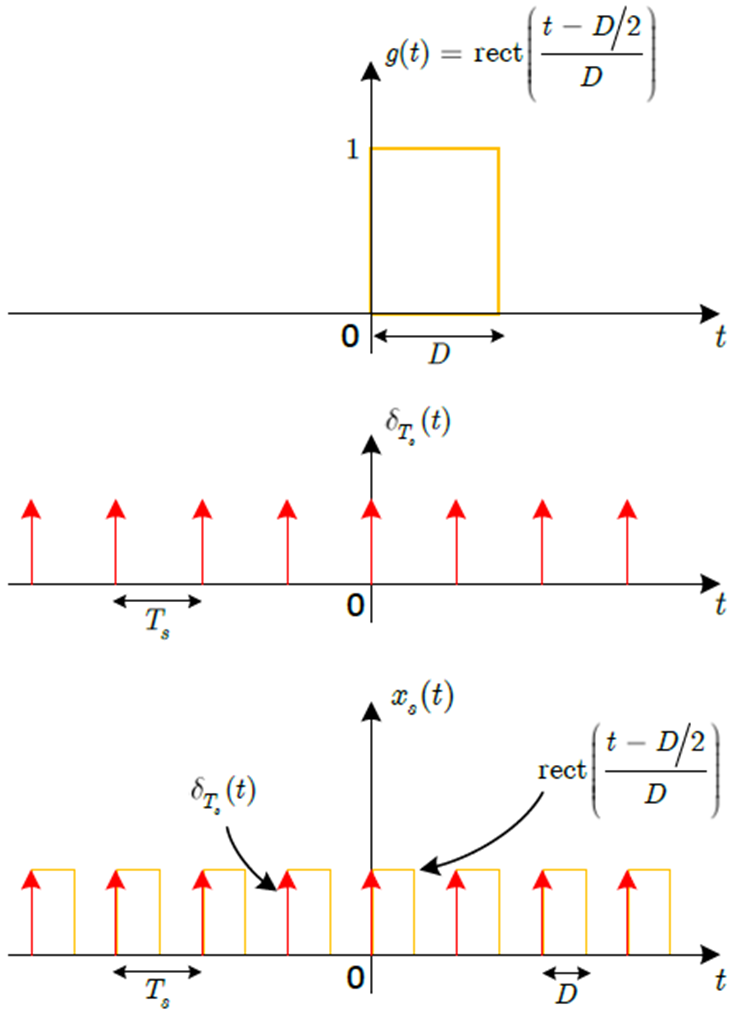 g(t) = rect((t − D/2)/D)
1
0
D
t
δ_{T_s}(t)
T_s
0
t
x_s(t)
rect((t − D/2)/D)
δ_{T_s}(t)
T_s
0
D
t